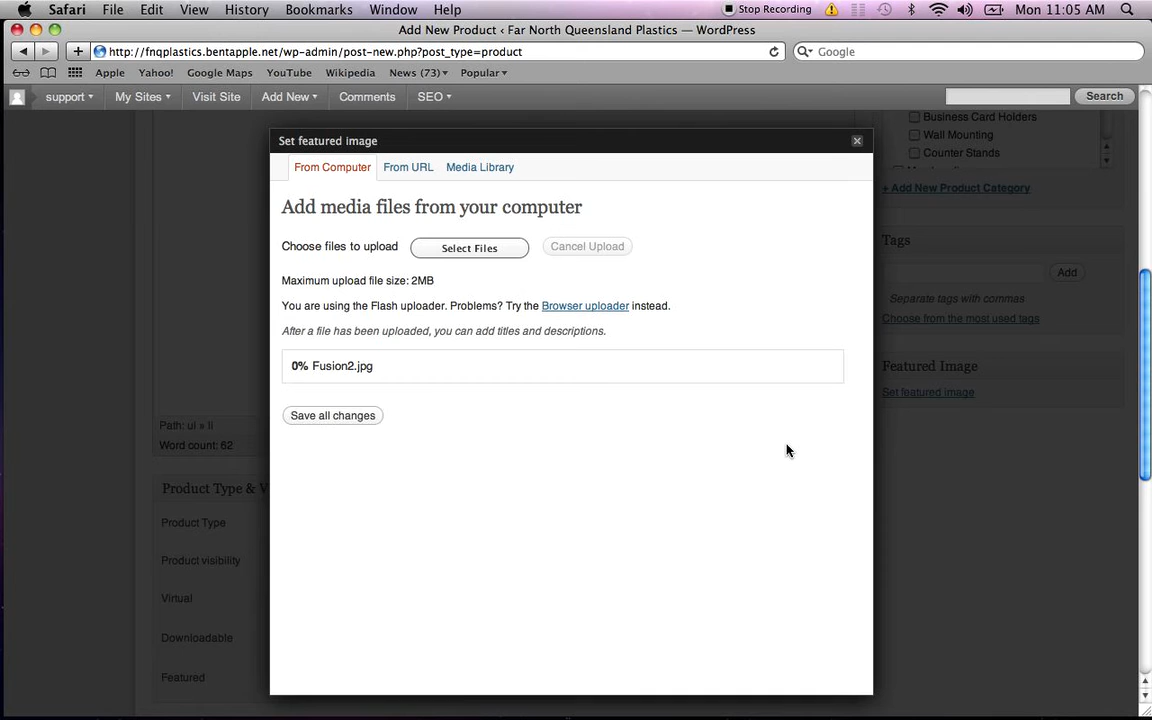 Safari File Edit View History Bookmarks Window Help Stop Recording Mon 11:05 AM
Add New Product ‹ Far North Queensland Plastics — WordPress
http://fnqplastics.bentapple.net/wp-admin/post-new.php?post_type=product Google
Apple Yahoo! Google Maps YouTube Wikipedia News (73) Popular
support My Sites Visit Site Add New Comments SEO Search
Business Card Holders
Set featured image
Wall Mounting
Counter Stands
From Computer From URL Media Library
+ Add New Product Category
Add media files from your computer
Tags
Choose files to upload Select Files Cancel Upload
Add
Maximum upload file size: 2MB
Separate tags with commas
You are using the Flash uploader. Problems? Try the Browser uploader instead.
Choose from the most used tags
After a file has been uploaded, you can add titles and descriptions.
0% Fusion2.jpg
Featured Image
Set featured image
Save all changes
Path: ul » li
Word count: 62
Product Type & V
Product Type
Product visibility
Virtual
Downloadable
Featured